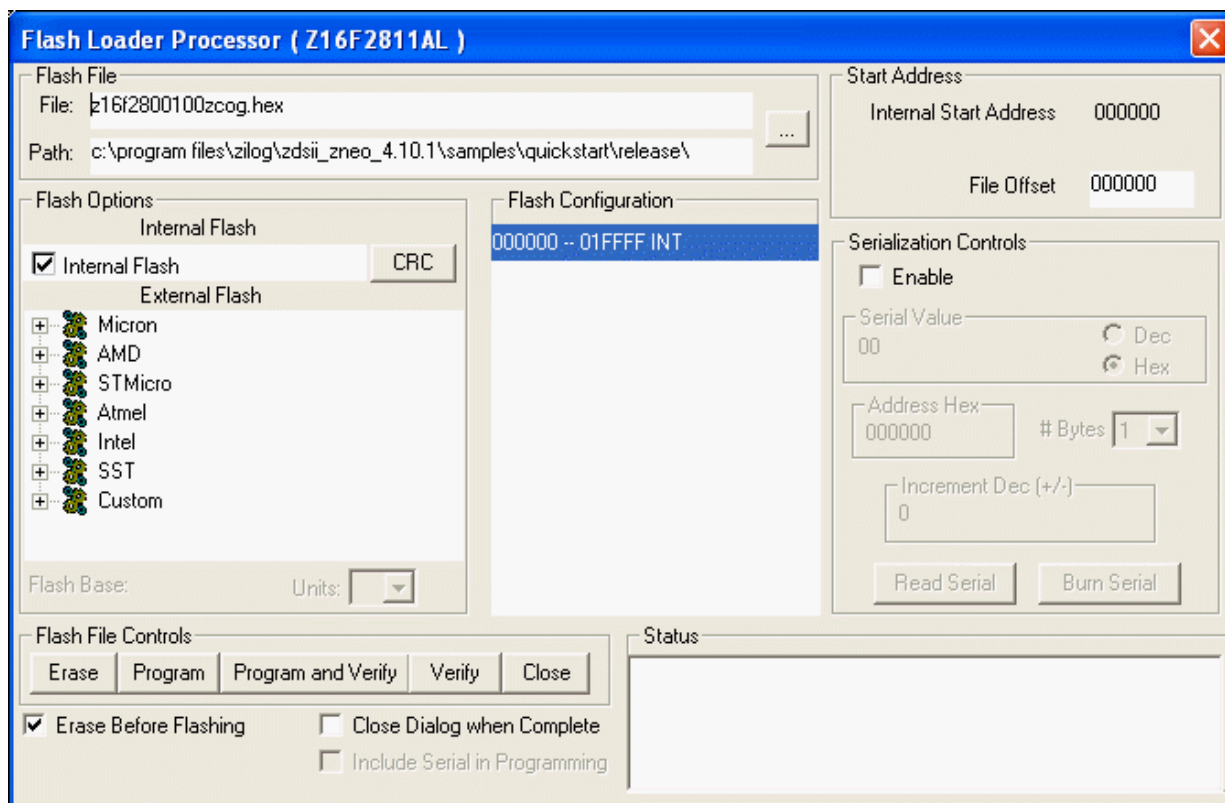 Flash Loader Processor ( Z16F2811AL )
Flash File
File: z16f2800100zcog.hex
...
Path: c:\program files\zilog\zdsii_zneo_4.10.1\samples\quickstart\release\
Start Address
Internal Start Address 000000
File Offset 000000
Flash Options
Internal Flash
Internal Flash CRC
External Flash
Micron
AMD
STMicro
Atmel
Intel
SST
Custom
Flash Base: Units:
Flash Configuration
000000 -- 01FFFF INT
Serialization Controls
Enable
Serial Value
00
Dec
Hex
Address Hex
000000
# Bytes 1
Increment Dec (+/-)
0
Read Serial Burn Serial
Flash File Controls
Erase Program Program and Verify Verify Close
Erase Before Flashing Close Dialog when Complete
Include Serial in Programming
Status